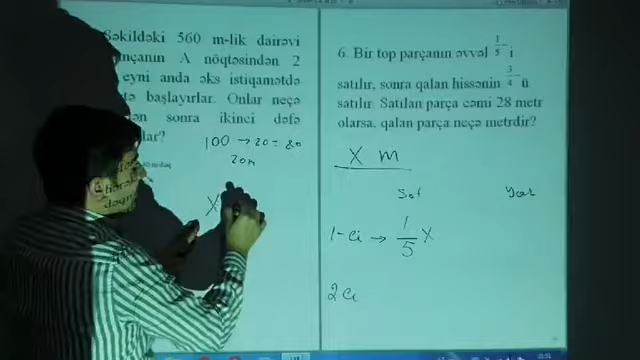 Şəkildəki 560 m-lik dairəvi
A nöqtəsindən 2
eyni anda əks istiqamətdə
başlayırlar. Onlar neçə
sonra ikinci dəfə
100 → 20 = 80
20m
X
6. Bir top parçanın əvvəl 1/5 - i
satılır, sonra qalan hissənin 3/4 - ü
satılır. Satılan parça cəmi 28 metr
olarsa, qalan parça neçə metrdir?
X m
Sat
1-ci → 1/5 X
2 ci